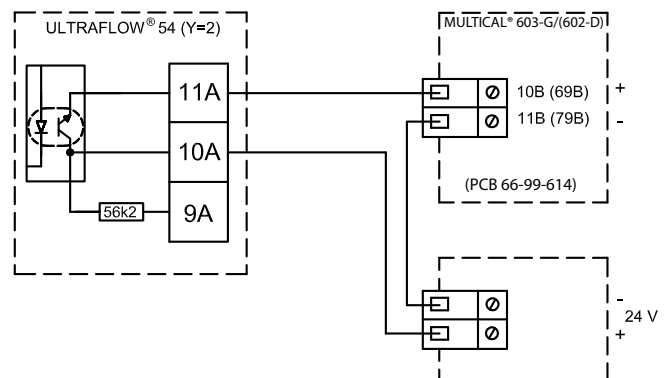 ULTRAFLOW® 54 (Y=2)
MULTICAL® 603-G/(602-D)
11A
10B (69B)
+
11B (79B)
-
10A
(PCB 66-99-614)
56k2
9A
-
24 V
+